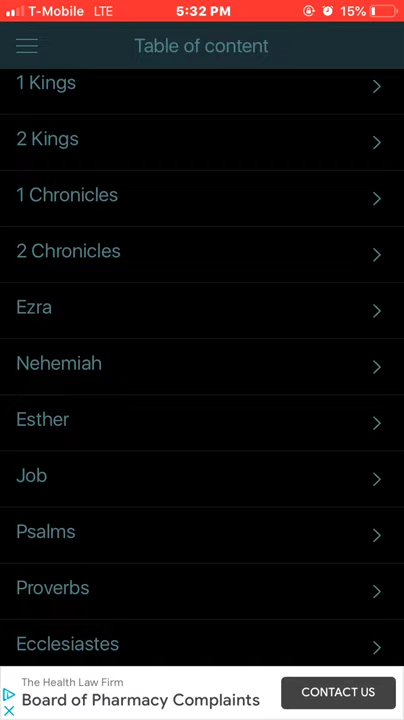 T-Mobile LTE 5:32 PM 15%
Table of content
1 Kings
2 Kings
1 Chronicles
2 Chronicles
Ezra
Nehemiah
Esther
Job
Psalms
Proverbs
Ecclesiastes
The Health Law Firm
Board of Pharmacy Complaints
CONTACT US